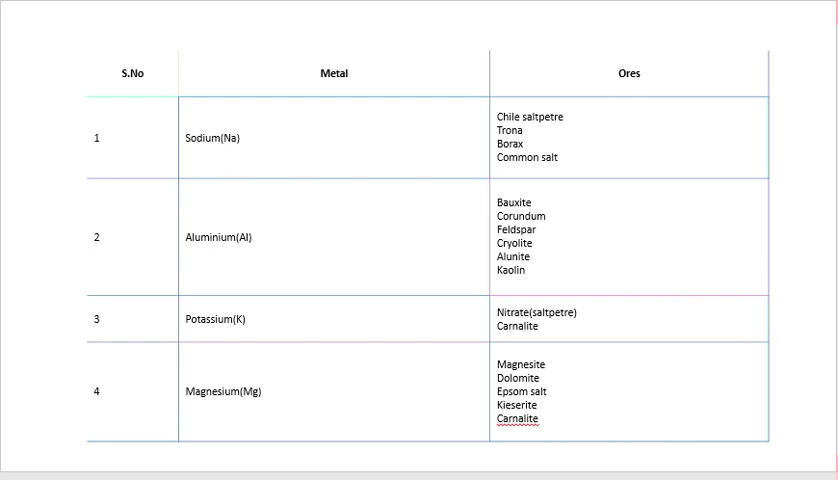 S.No Metal Ores
1 Sodium(Na) Chile saltpetre
Trona
Borax
Common salt
2 Aluminium(Al) Bauxite
Corundum
Feldspar
Cryolite
Alunite
Kaolin
3 Potassium(K) Nitrate(saltpetre)
Carnalite
4 Magnesium(Mg) Magnesite
Dolomite
Epsom salt
Kieserite
Carnalite